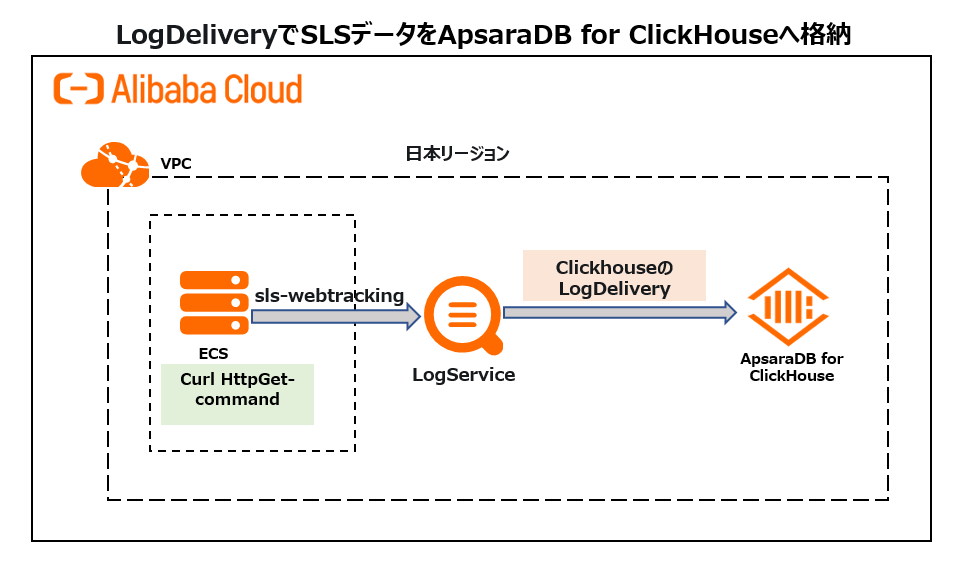 LogDeliveryでSLSデータをApsaraDB for ClickHouseへ格納
Alibaba Cloud
VPC
日本リージョン
sls-webtracking
Clickhouseの
LogDelivery
ECS
Curl HttpGet-
command
LogService
ApsaraDB for
ClickHouse